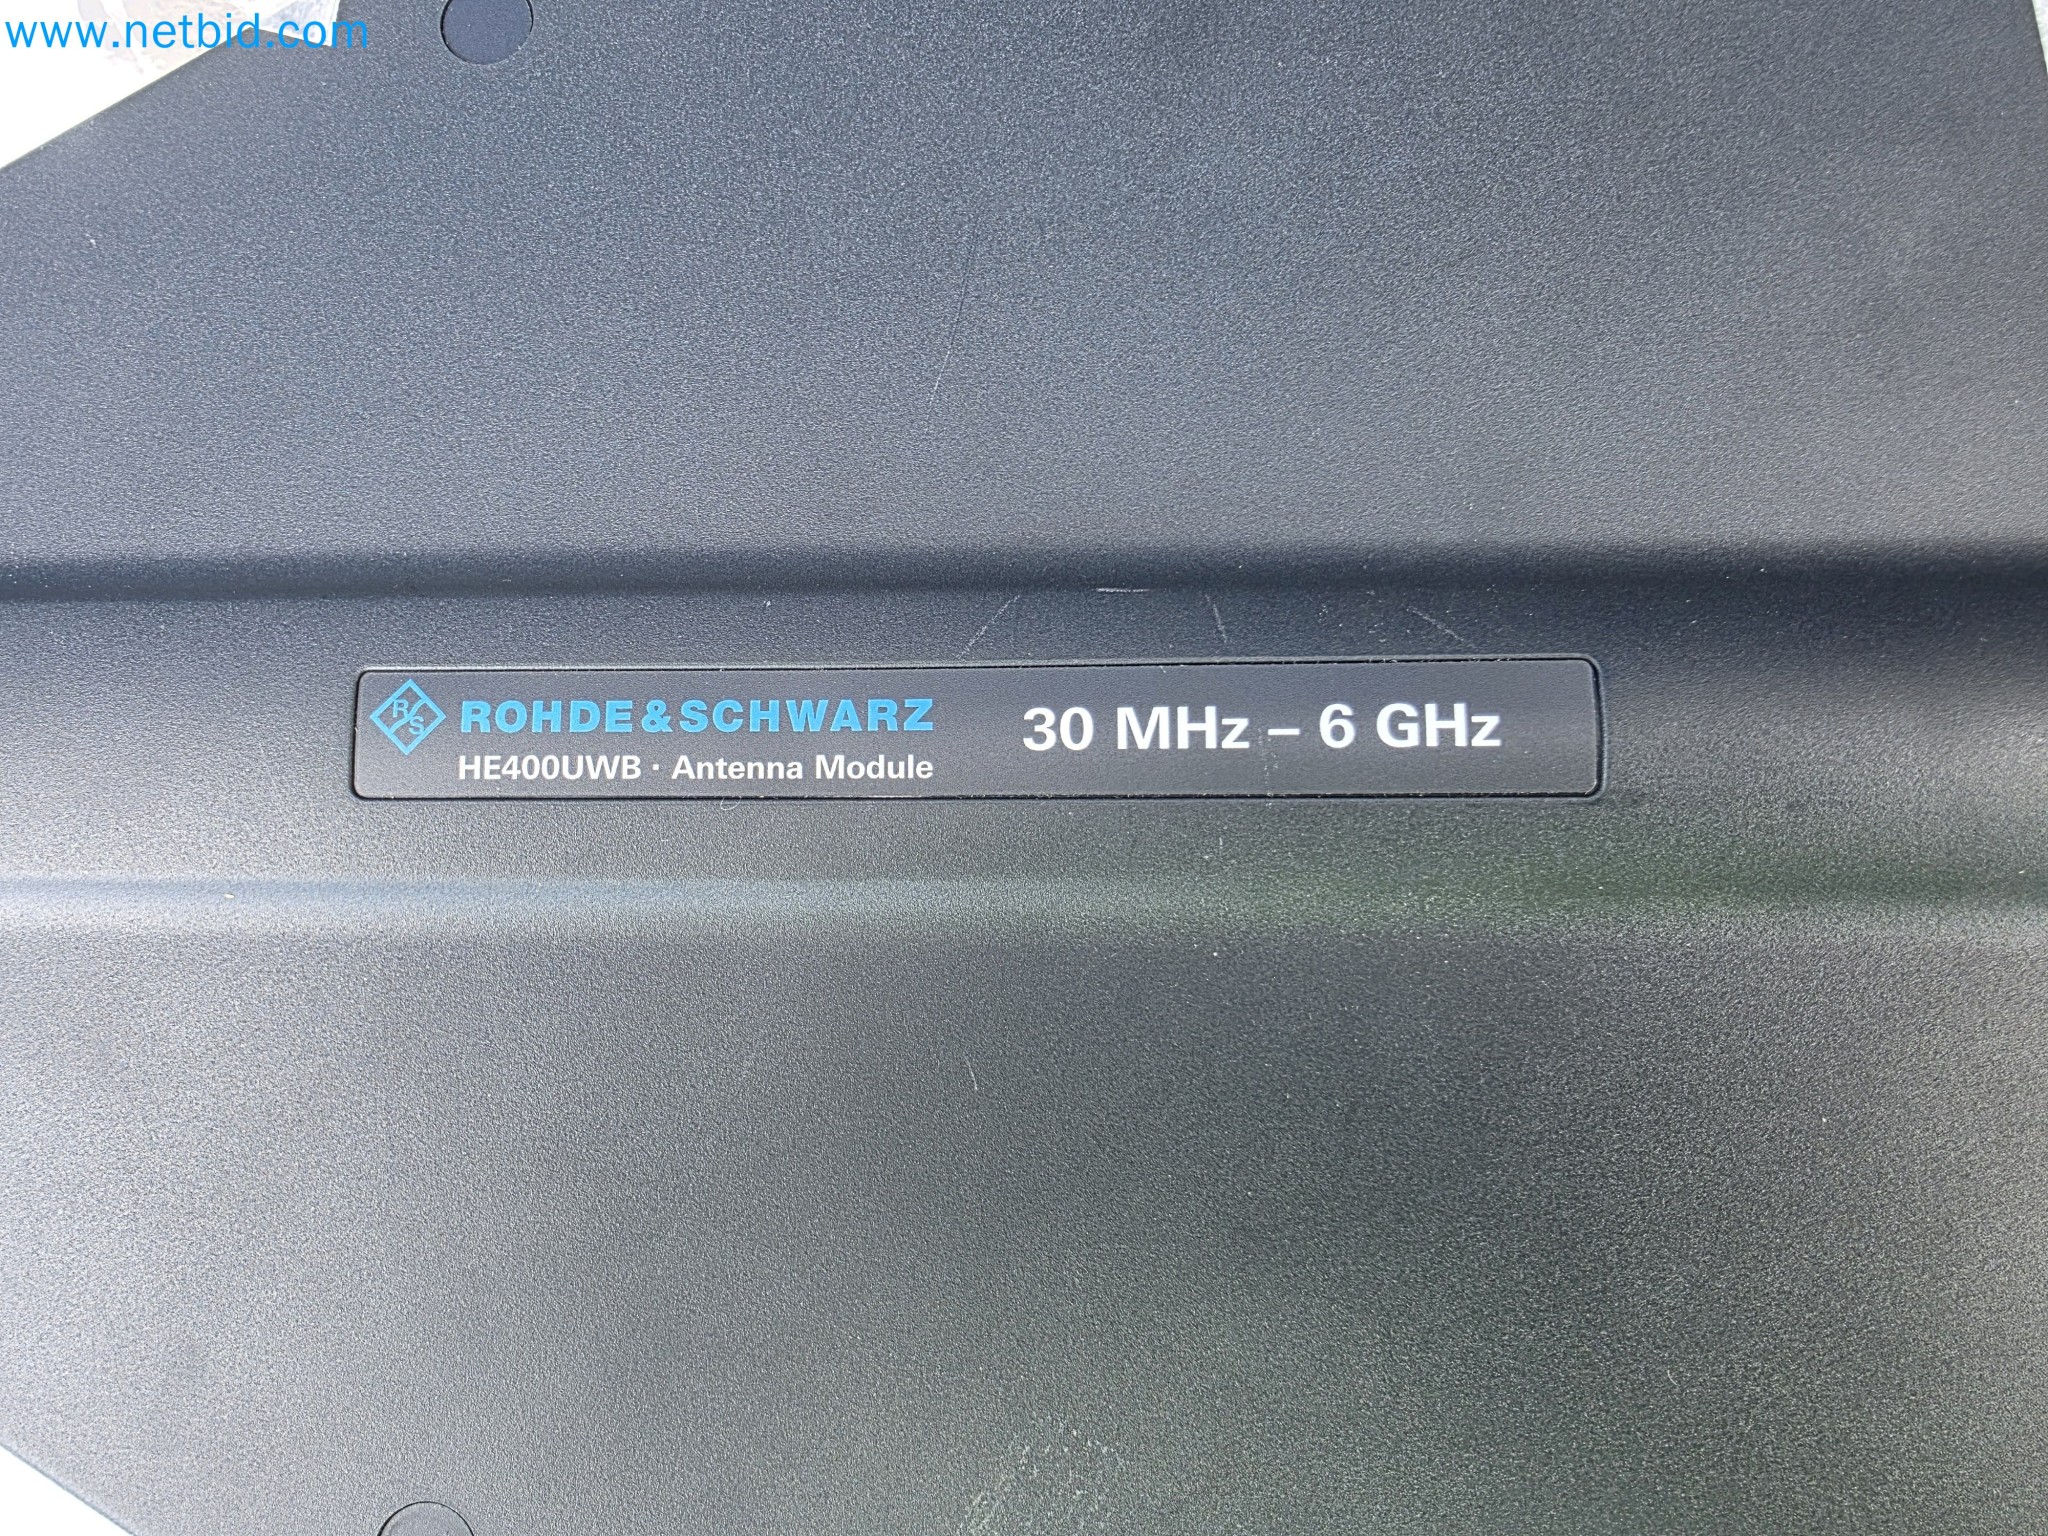 www.netbid.com
R/S ROHDE&SCHWARZ
HE400UWB · Antenna Module
30 MHz – 6 GHz